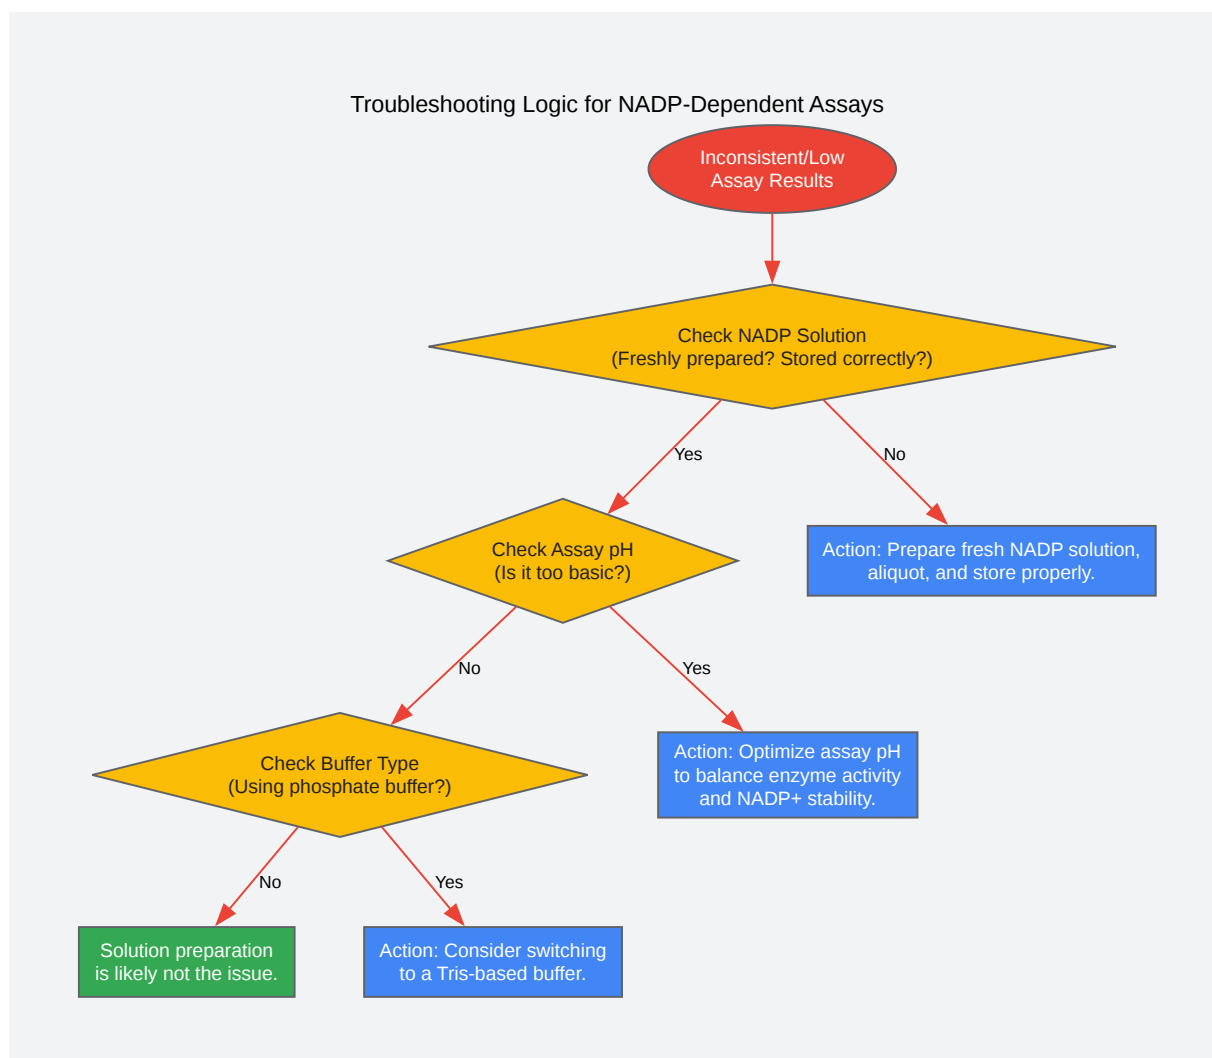 Troubleshooting Logic for NADP-Dependent Assays
Inconsistent/Low
Assay Results
Check NADP Solution
(Freshly prepared? Stored correctly?)
Yes
No
Check Assay pH
(Is it too basic?)
Action: Prepare fresh NADP solution,
aliquot, and store properly.
No
Yes
Check Buffer Type
(Using phosphate buffer?)
Action: Optimize assay pH
to balance enzyme activity
and NADP+ stability.
No
Yes
Solution preparation
is likely not the issue.
Action: Consider switching
to a Tris-based buffer.